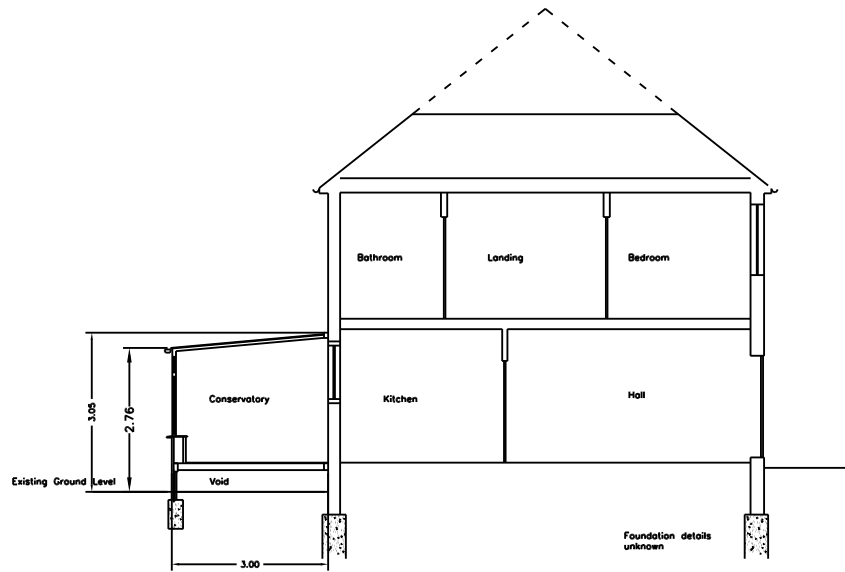 Bathroom
Landing
Bedroom
Conservatory
Kitchen
Hall
3.05
2.76
Existing Ground Level
Void
Foundation details
unknown
3.00